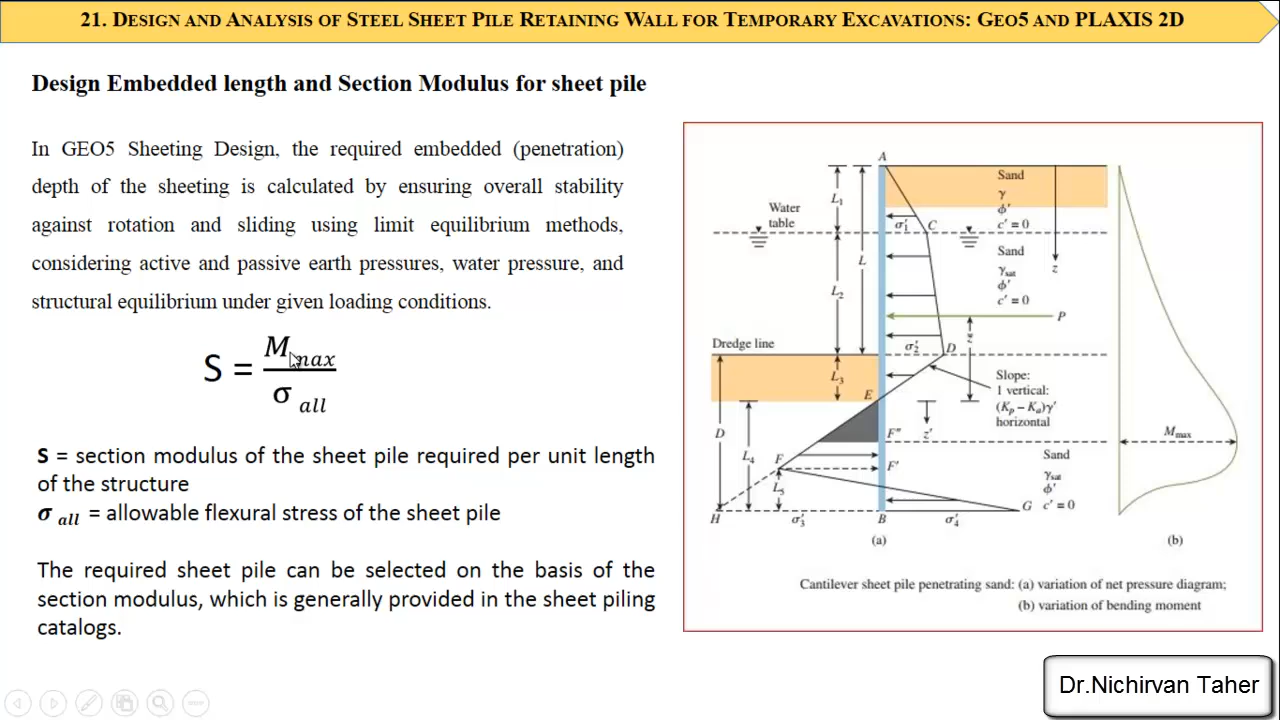 21. Design and Analysis of Steel Sheet Pile Retaining Wall for Temporary Excavations: Geo5 and PLAXIS 2D
Design Embedded length and Section Modulus for sheet pile
In GEO5 Sheeting Design, the required embedded (penetration)
depth of the sheeting is calculated by ensuring overall stability
against rotation and sliding using limit equilibrium methods,
considering active and passive earth pressures, water pressure, and
structural equilibrium under given loading conditions.
S = M_max / σ_all
S = section modulus of the sheet pile required per unit length
of the structure
σ_all = allowable flexural stress of the sheet pile
The required sheet pile can be selected on the basis of the
section modulus, which is generally provided in the sheet piling
catalogs.
A
Sand
γ
ϕ′
c′ = 0
L₁
Water
table
σ′₁
C
Sand
γsat
ϕ′
c′ = 0
z
L
L₂
P
z̄
Dredge line
σ′₂
D
L₃
Slope:
1 vertical:
(Kp – Ka)γ′
horizontal
E
D
z′
F″
Mmax
L₄
F
F′
Sand
γsat
ϕ′
c′ = 0
L₅
H
σ′₃
B
σ′₄
G
(a)
(b)
Cantilever sheet pile penetrating sand: (a) variation of net pressure diagram;
(b) variation of bending moment
Dr.Nichirvan Taher